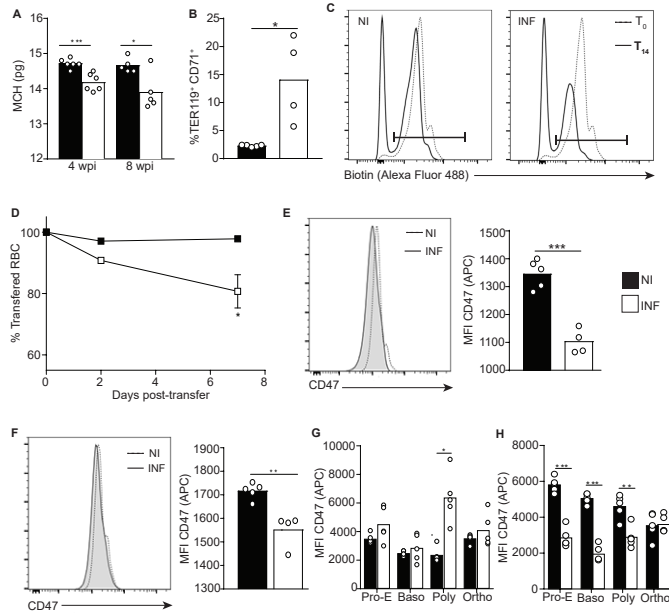 A
MCH (pg)
15
14
13
12
* **
*
4 wpi
8 wpi
B
%TER119+ CD71+
25
20
15
10
5
0
*
C
NI
INF
T0
T14
Biotin (Alexa Fluor 488)
D
% Transferred RBC
100
80
60
*
0
2
4
6
8
Days post-transfer
E
NI
INF
CD47
MFI CD47 (APC)
1500
1400
1300
1200
1100
1000
***
NI
INF
F
NI
INF
CD47
MFI CD47 (APC)
1900
1800
1700
1600
1500
1400
1300
* *
G
MFI CD47 (APC)
10000
8000
6000
4000
2000
*
Pro-E
Baso
Poly
Ortho
H
MFI CD47 (APC)
8000
6000
4000
2000
0
* **
* **
* *
Pro-E
Baso
Poly
Ortho